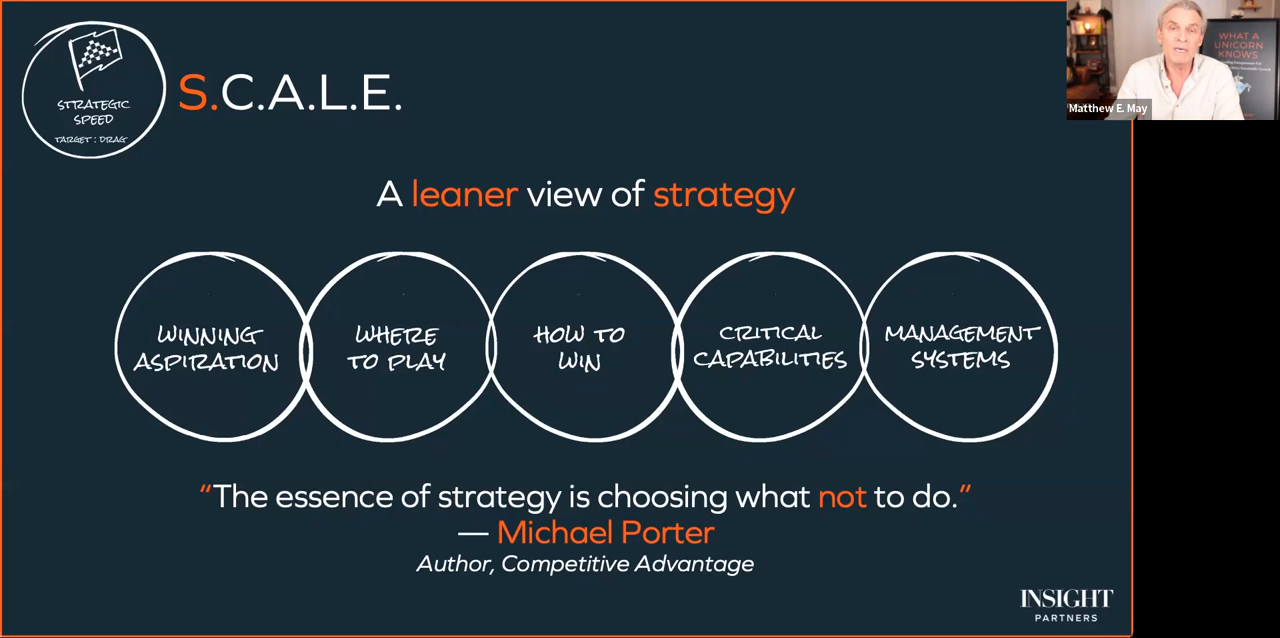 STRATEGIC
SPEED
TARGET : DRAG
S.C.A.L.E.
A leaner view of strategy
WINNING
ASPIRATION
WHERE
TO PLAY
HOW TO
WIN
CRITICAL
CAPABILITIES
MANAGEMENT
SYSTEMS
“The essence of strategy is choosing what not to do.”
— Michael Porter
Author, Competitive Advantage
INSIGHT
PARTNERS
WHAT A
UNICORN
KNOWS
Matthew E. May